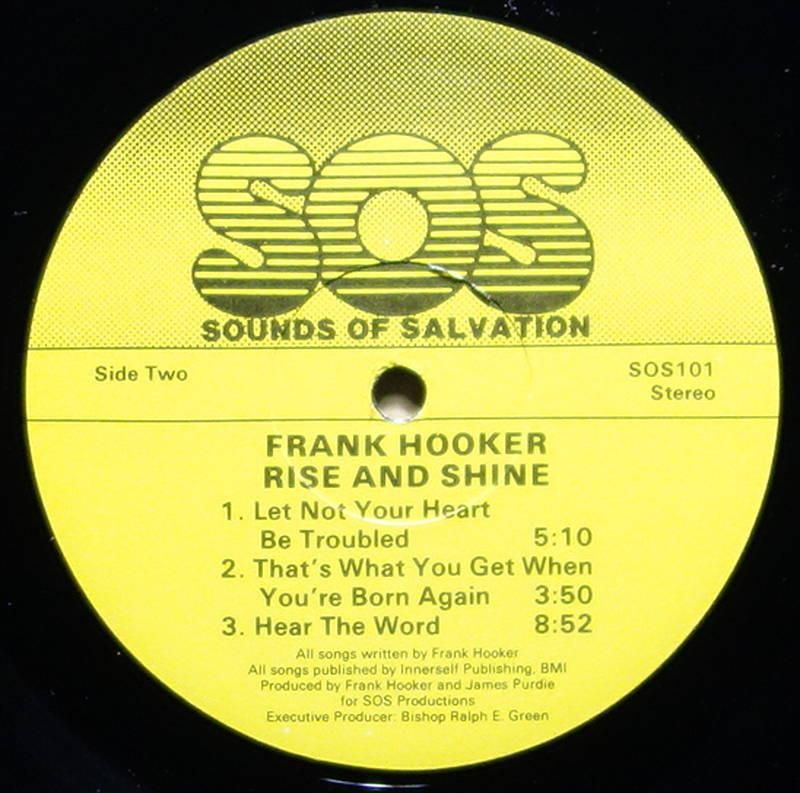 SOS
SOUNDS OF SALVATION
Side Two
SOS101
Stereo
FRANK HOOKER
RISE AND SHINE
1. Let Not Your Heart
Be Troubled 5:10
2. That's What You Get When
You're Born Again 3:50
3. Hear The Word 8:52
All songs written by Frank Hooker
All songs published by Innerself Publishing, BMI
Produced by Frank Hooker and James Purdie
for SOS Productions
Executive Producer: Bishop Ralph E. Green